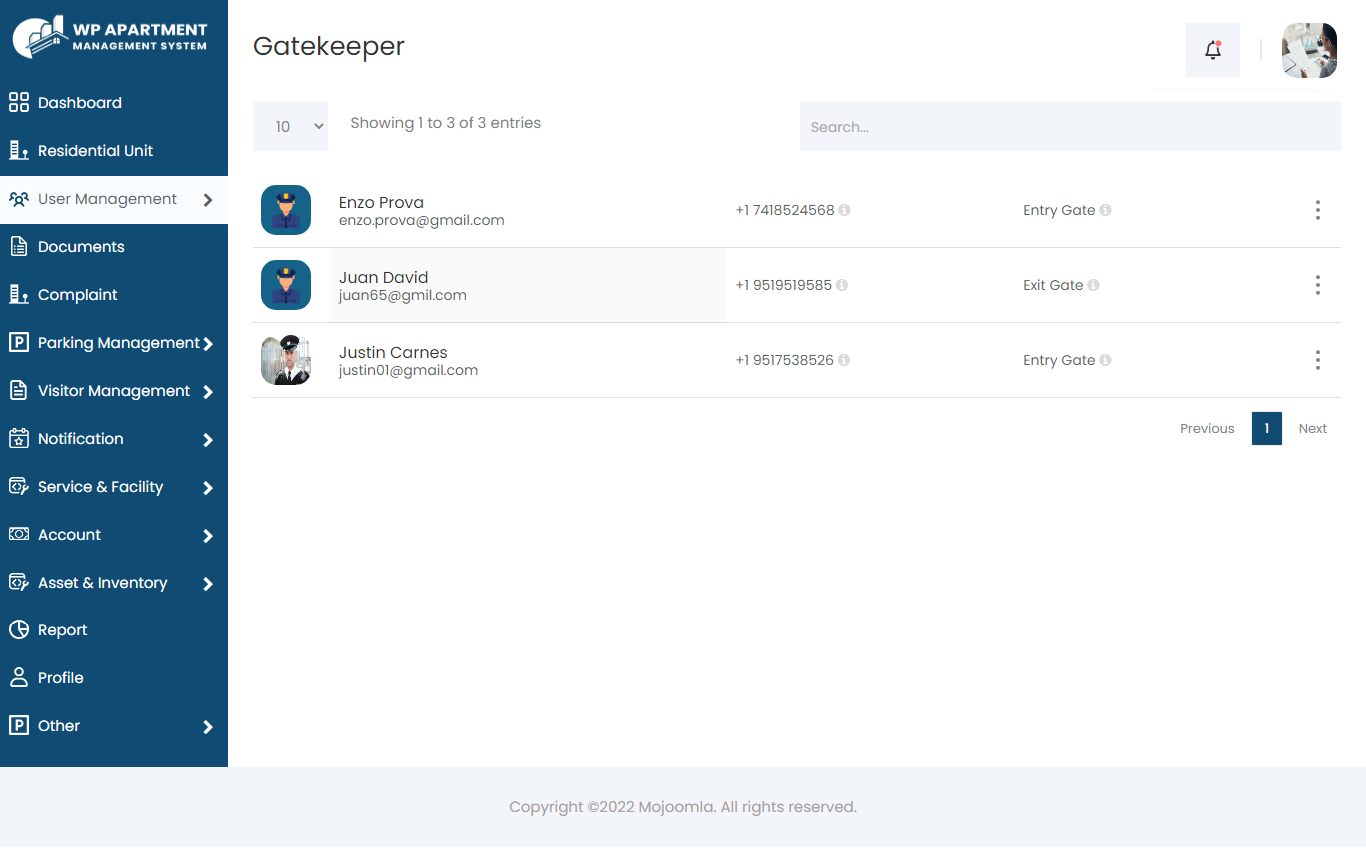 WP APARTMENT
MANAGEMENT SYSTEM
Dashboard
Residential Unit
User Management
Documents
Complaint
Parking Management
Visitor Management
Notification
Service & Facility
Account
Asset & Inventory
Report
Profile
Other
Gatekeeper
10
Showing 1 to 3 of 3 entries
Search...
Enzo Prova
enzo.prova@gmail.com
+1 7418524568
Entry Gate
Juan David
juan65@gmil.com
+1 9519519585
Exit Gate
Justin Carnes
justin01@gmail.com
+1 9517538526
Entry Gate
Previous 1 Next
Copyright ©2022 Mojoomla. All rights reserved.